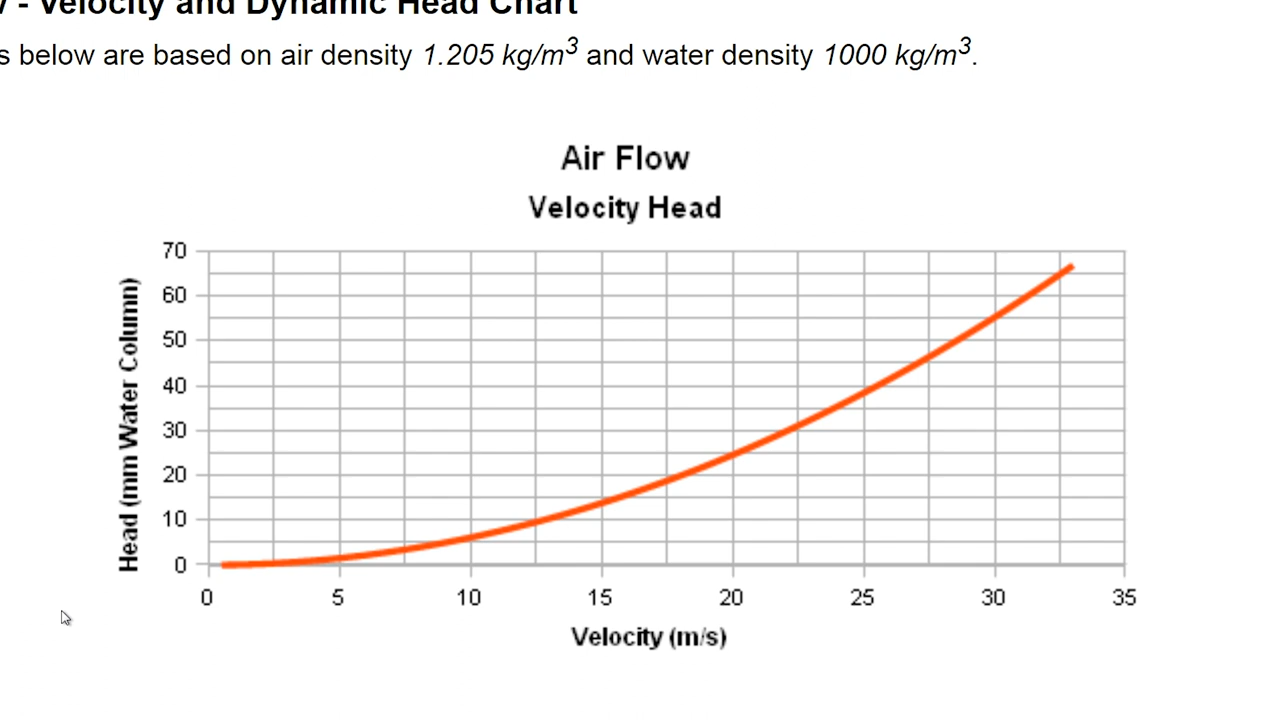 - Velocity and Dynamic Head Chart
s below are based on air density 1.205 kg/m³ and water density 1000 kg/m³.
Air Flow
Velocity Head
70
60
50
40
30
20
10
0
Head (mm Water Column)
0 5 10 15 20 25 30 35
Velocity (m/s)